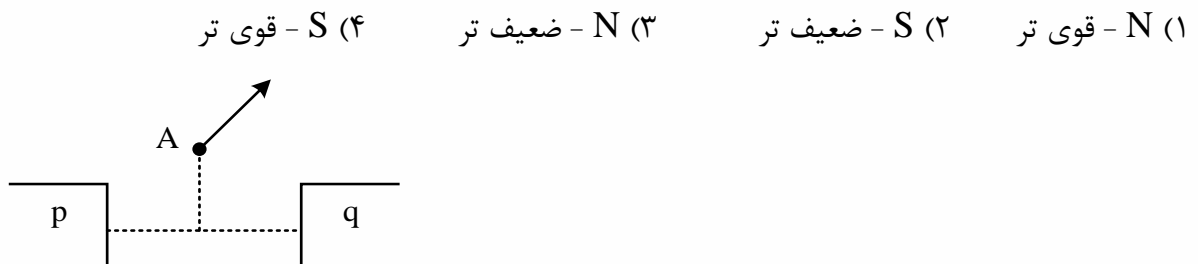 ۱) N - قوی تر ۲) S - ضعیف تر ۳) N - ضعیف تر ۴) S - قوی تر
A
p q